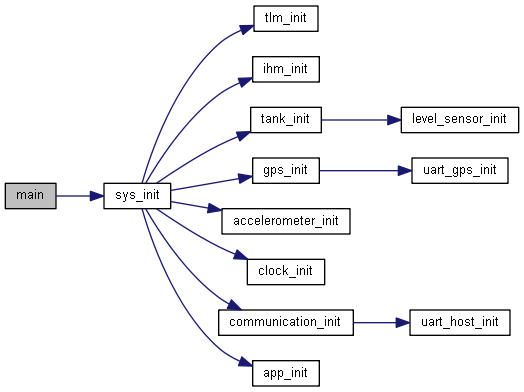 tlm_init
ihm_init
tank_init
level_sensor_init
gps_init
uart_gps_init
main
sys_init
accelerometer_init
clock_init
communication_init
uart_host_init
app_init